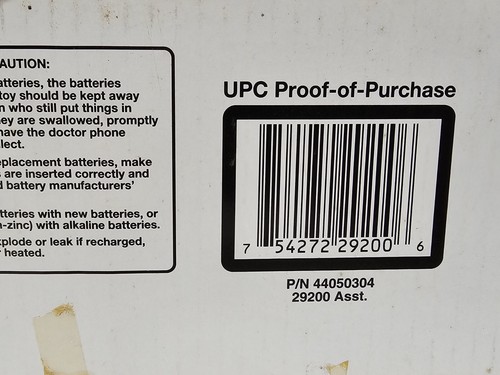 AUTION:
atteries, the batteries
toy should be kept away
n who still put things in
ey are swallowed, promptly
have the doctor phone
llect.
eplacement batteries, make
s are inserted correctly and
d battery manufacturers'
tteries with new batteries, or
n-zinc) with alkaline batteries.
xplode or leak if recharged,
r heated.
UPC Proof-of-Purchase
7 54272 29200 6
P/N 44050304
29200 Asst.